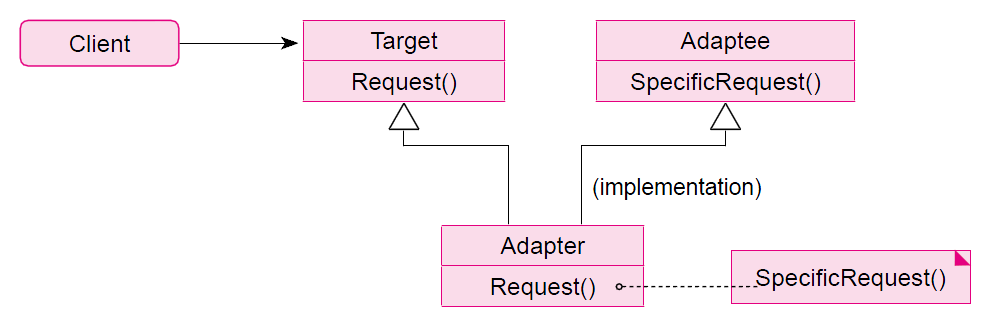 Client
Target
Request()
Adaptee
SpecificRequest()
(implementation)
Adapter
Request()
SpecificRequest()